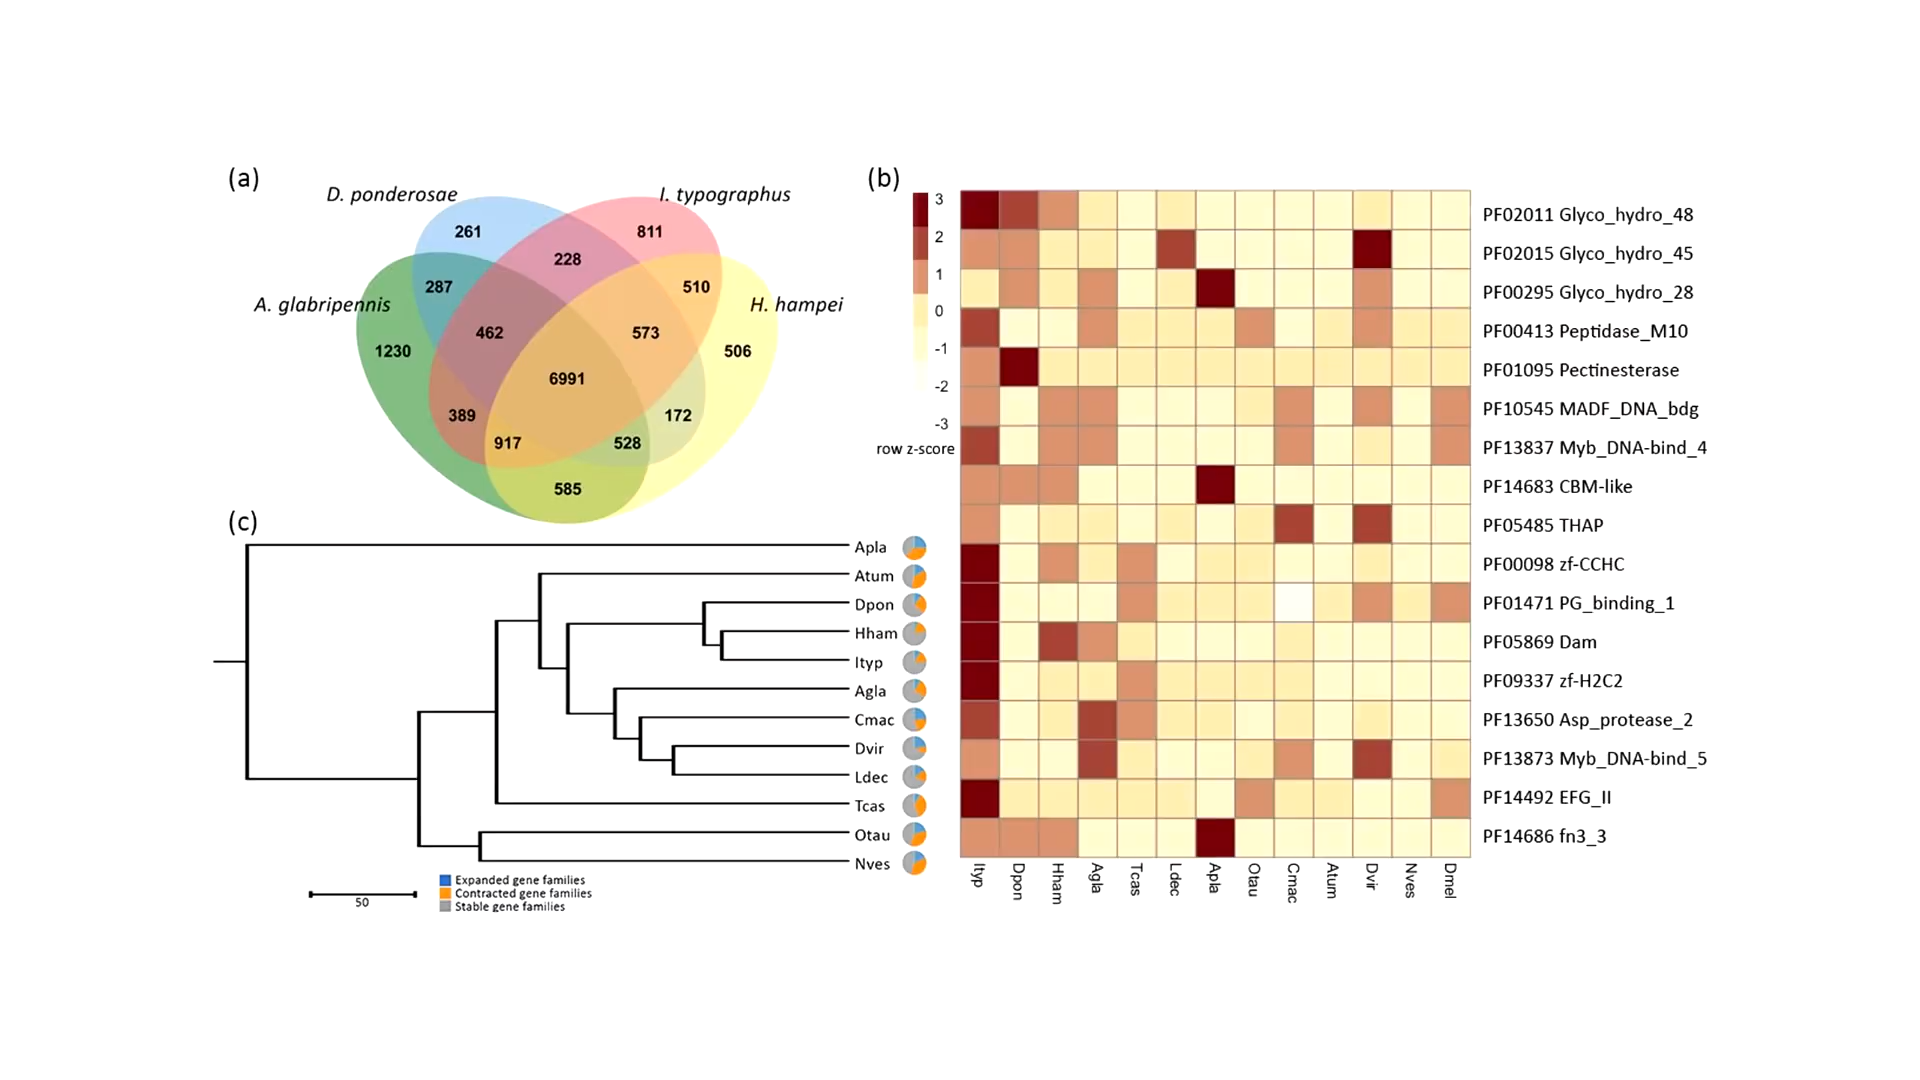 (a)
D. ponderosae
I. typographus
A. glabripennis
H. hampei
261
811
228
287
510
462
573
1230
506
6991
389
172
917
528
585
(b)
3
2
1
0
-1
-2
-3
row z-score
PF02011 Glyco_hydro_48
PF02015 Glyco_hydro_45
PF00295 Glyco_hydro_28
PF00413 Peptidase_M10
PF01095 Pectinesterase
PF10545 MADF_DNA_bdg
PF13837 Myb_DNA-bind_4
PF14683 CBM-like
PF05485 THAP
PF00098 zf-CCHC
PF01471 PG_binding_1
PF05869 Dam
PF09337 zf-H2C2
PF13650 Asp_protease_2
PF13873 Myb_DNA-bind_5
PF14492 EFG_II
PF14686 fn3_3
Ityp
Dpon
Hham
Agla
Tcas
Ldec
Apla
Otau
Cmac
Atum
Dvir
Nves
Dmel
(c)
Apla
Atum
Dpon
Hham
Ityp
Agla
Cmac
Dvir
Ldec
Tcas
Otau
Nves
50
Expanded gene families
Contracted gene families
Stable gene families